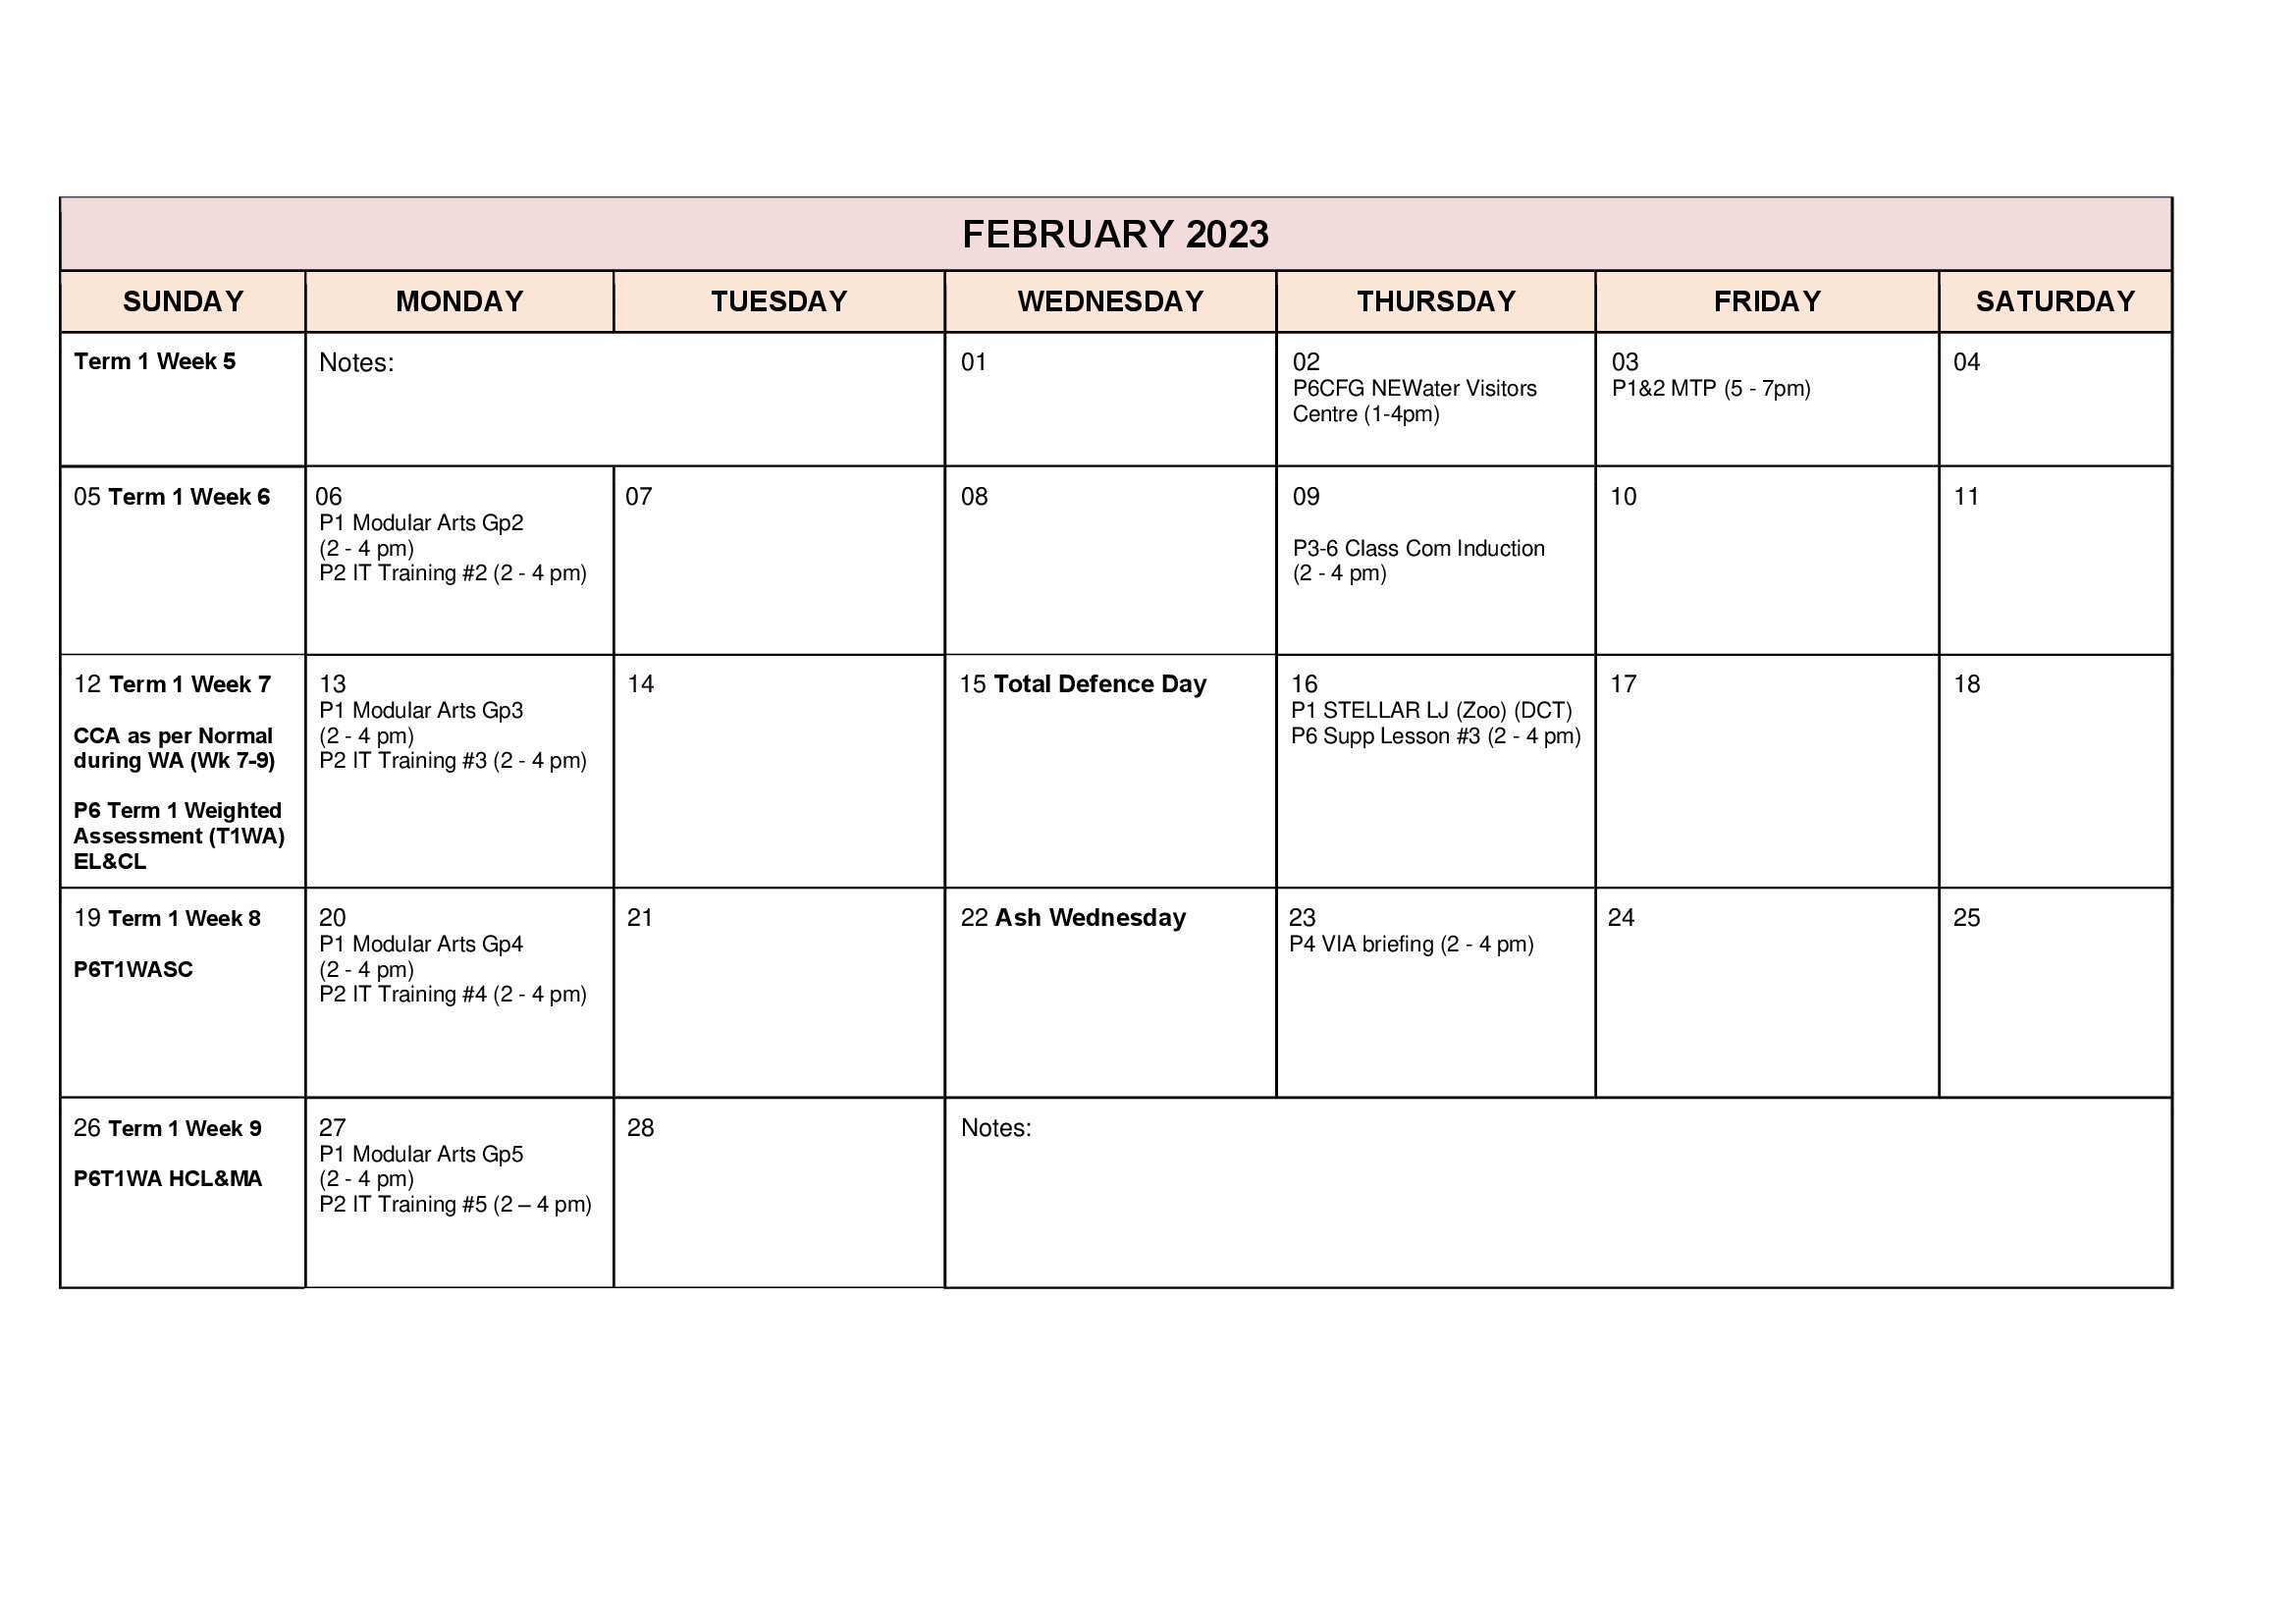 FEBRUARY 2023
SUNDAY
MONDAY
TUESDAY
WEDNESDAY
THURSDAY
FRIDAY
SATURDAY
Term 1 Week 5
Notes:
01
02
P6CFG NEWater Visitors
Centre (1-4pm)
03
P1&2 MTP (5 - 7pm)
04
05 Term 1 Week 6
06
P1 Modular Arts Gp2
(2 - 4 pm)
P2 IT Training #2 (2 - 4 pm)
07
08
09
P3-6 Class Com Induction
(2 - 4 pm)
10
11
12 Term 1 Week 7
CCA as per Normal
during WA (Wk 7-9)
P6 Term 1 Weighted
Assessment (T1WA)
EL&CL
13
P1 Modular Arts Gp3
(2 - 4 pm)
P2 IT Training #3 (2 - 4 pm)
14
15 Total Defence Day
16
P1 STELLAR LJ (Zoo) (DCT)
P6 Supp Lesson #3 (2 - 4 pm)
17
18
19 Term 1 Week 8
P6T1WASC
20
P1 Modular Arts Gp4
(2 - 4 pm)
P2 IT Training #4 (2 - 4 pm)
21
22 Ash Wednesday
23
P4 VIA briefing (2 - 4 pm)
24
25
26 Term 1 Week 9
P6T1WA HCL&MA
27
P1 Modular Arts Gp5
(2 - 4 pm)
P2 IT Training #5 (2 – 4 pm)
28
Notes: